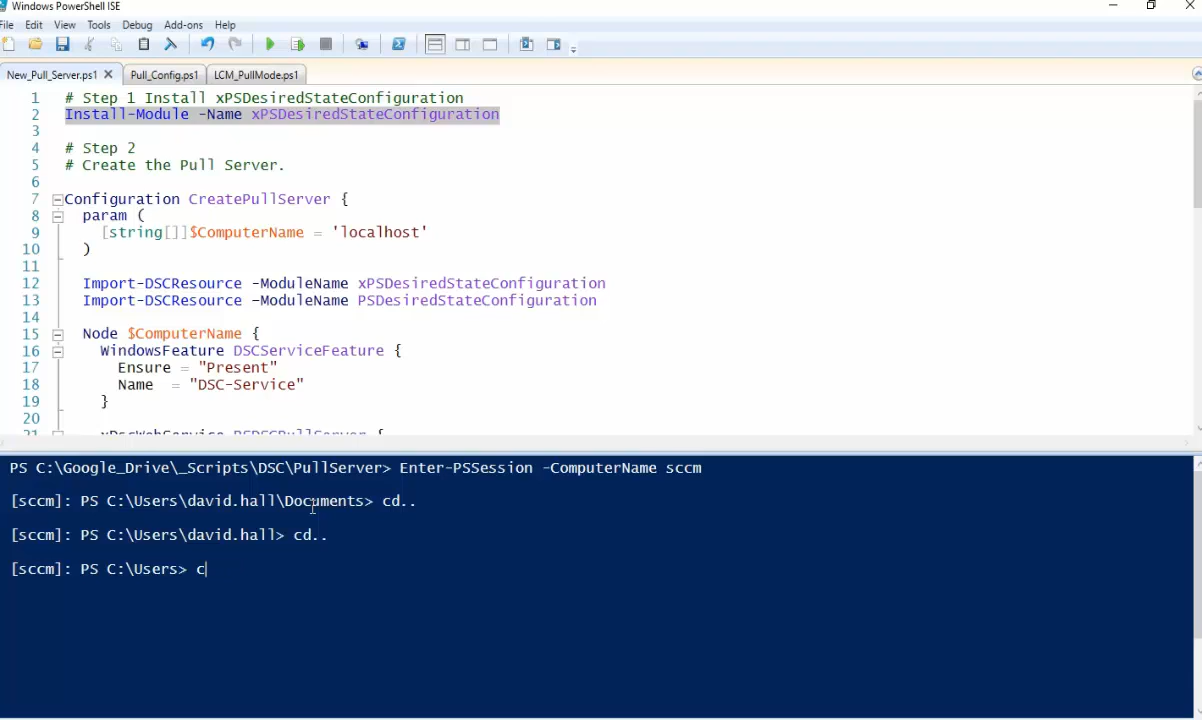 Windows PowerShell ISE
File Edit View Tools Debug Add-ons Help
New_Pull_Server.ps1 Pull_Config.ps1 LCM_PullMode.ps1
1 # Step 1 Install xPSDesiredStateConfiguration
2 Install-Module -Name xPSDesiredStateConfiguration
3
4 # Step 2
5 # Create the Pull Server.
6
7 Configuration CreatePullServer {
8 param (
9 [string[]]$ComputerName = 'localhost'
10 )
11
12 Import-DSCResource -ModuleName xPSDesiredStateConfiguration
13 Import-DSCResource -ModuleName PSDesiredStateConfiguration
14
15 Node $ComputerName {
16 WindowsFeature DSCServiceFeature {
17 Ensure = "Present"
18 Name = "DSC-Service"
19 }
20
21 xDscWebService PSDSCPullServer {
PS C:\Google_Drive\_Scripts\DSC\PullServer> Enter-PSSession -ComputerName sccm
[sccm]: PS C:\Users\david.hall\Documents> cd..
[sccm]: PS C:\Users\david.hall> cd..
[sccm]: PS C:\Users> c